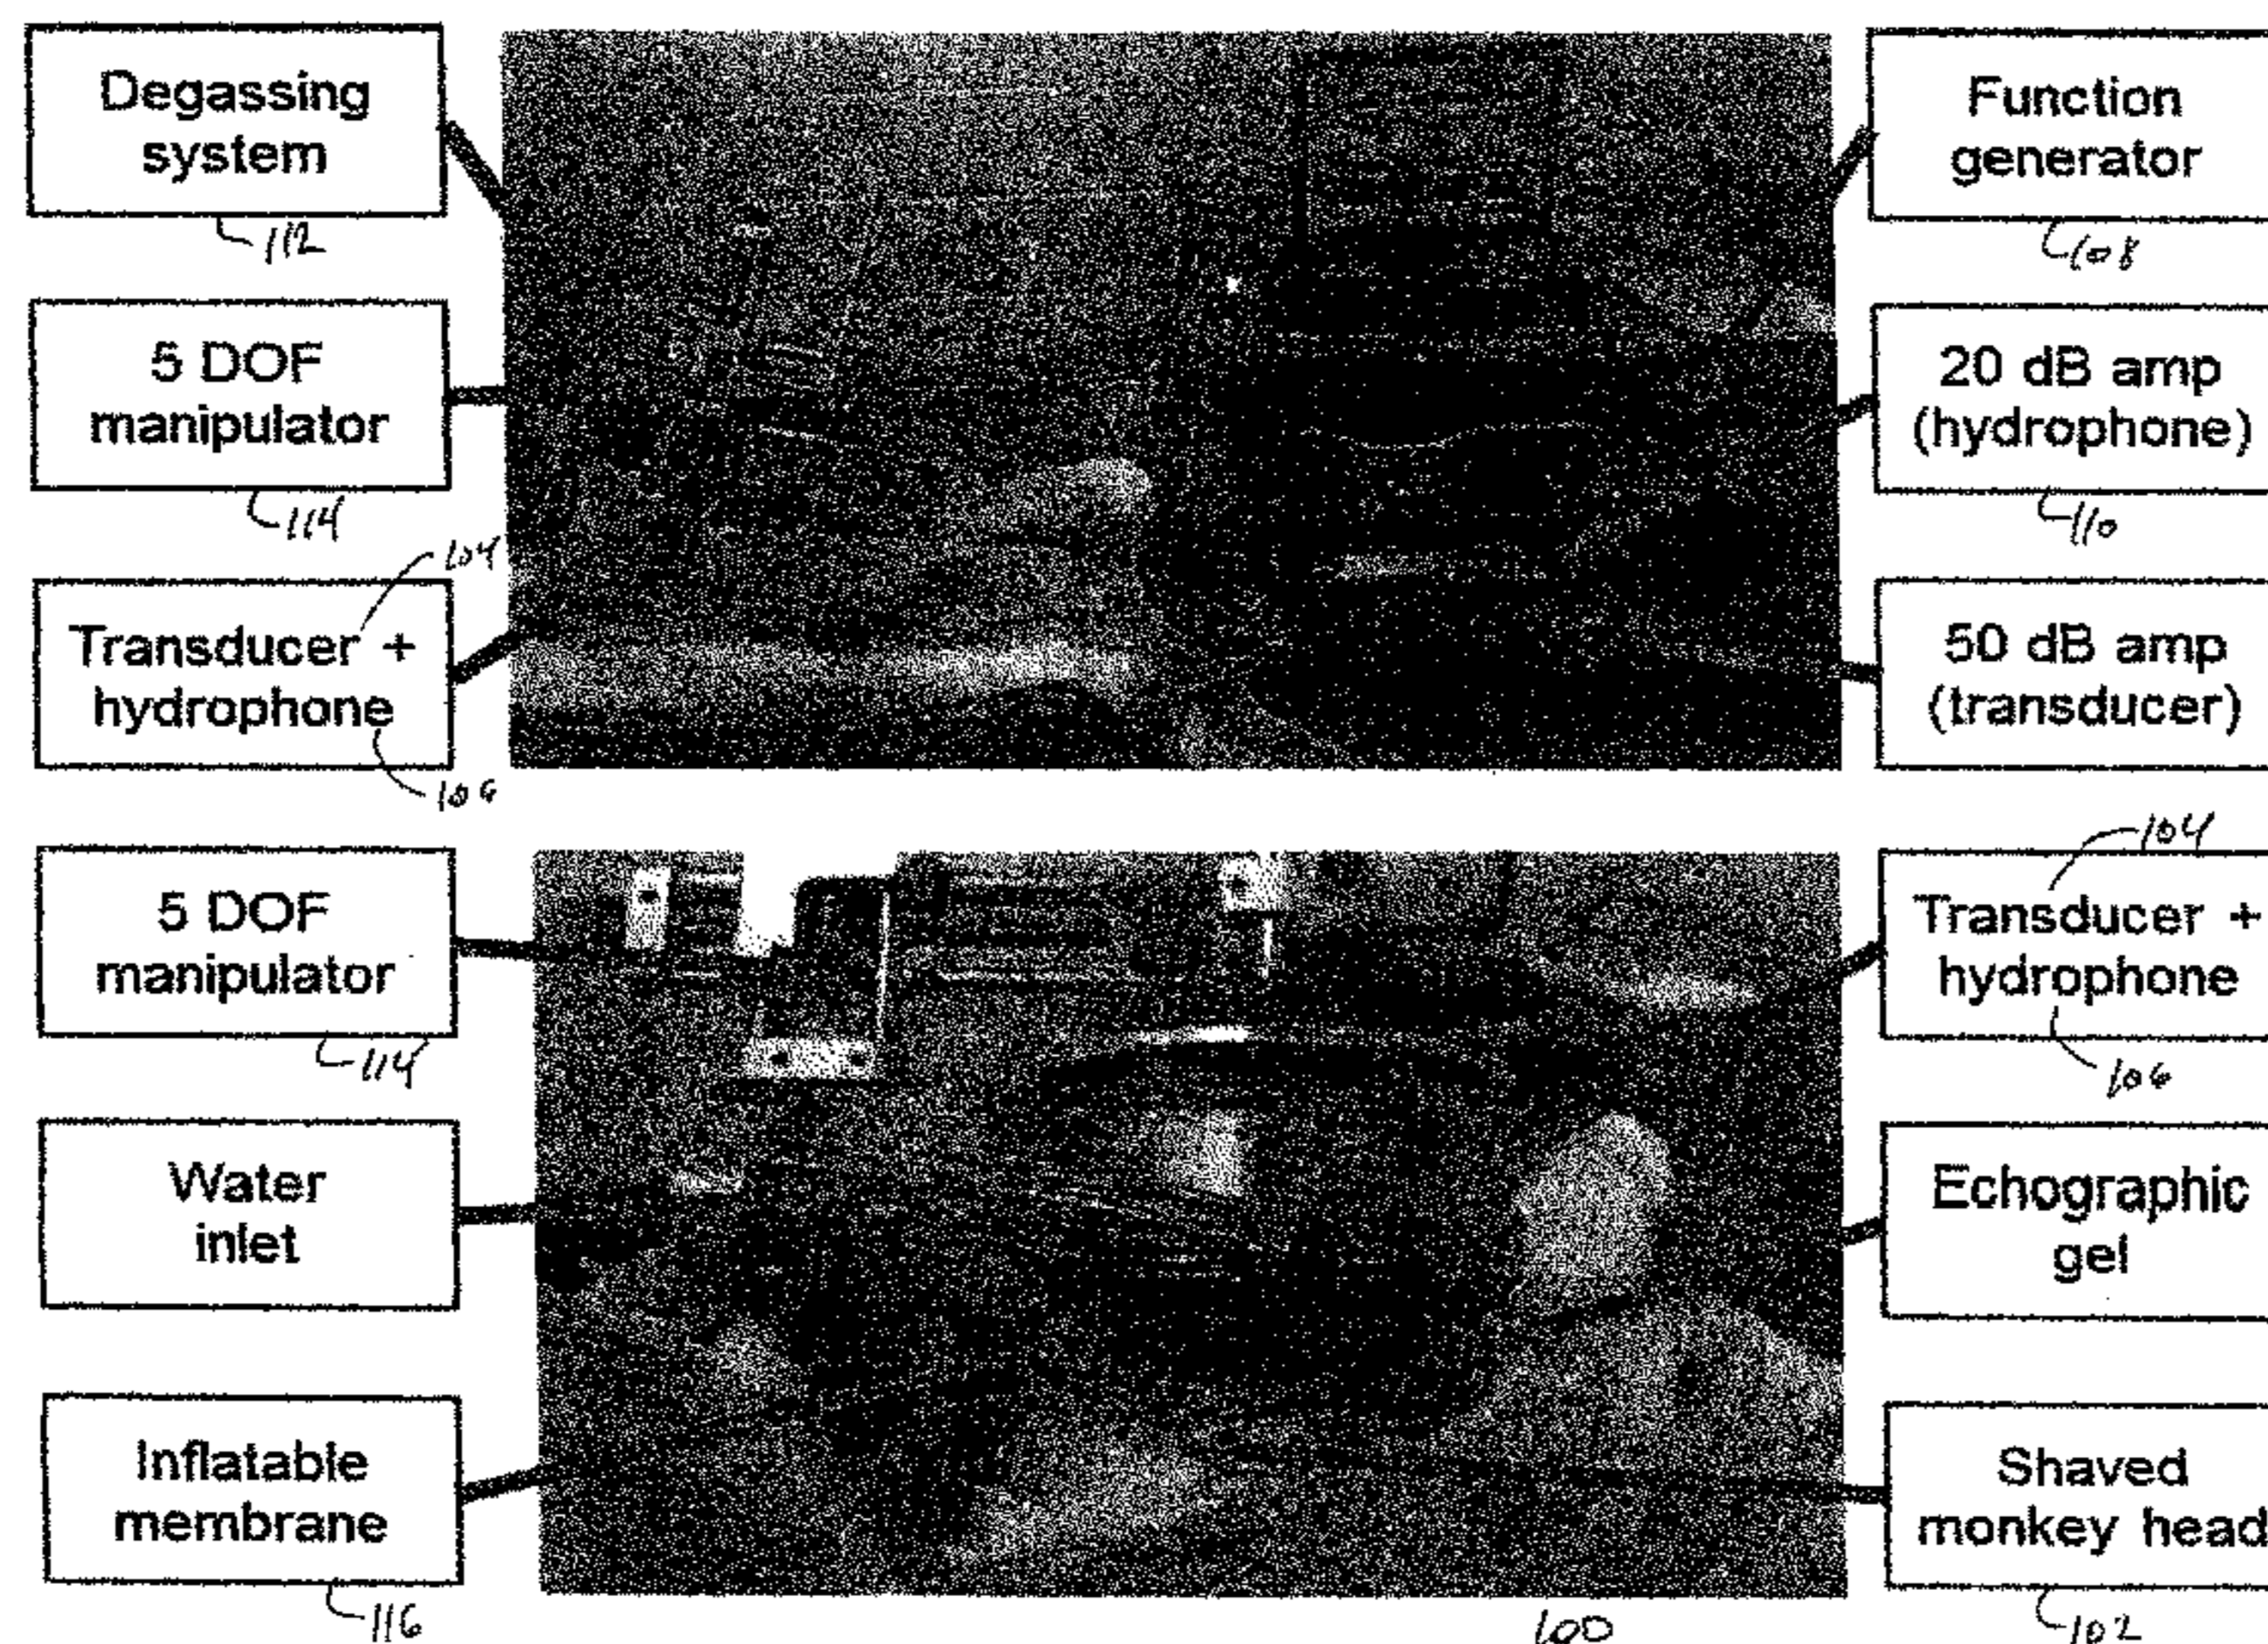 Degassing
system
112
5 DOF
manipulator
114
104
Transducer +
hydrophone
106
Function
generator
108
20 dB amp
(hydrophone)
110
50 dB amp
(transducer)
5 DOF
manipulator
114
Water
inlet
Inflatable
membrane
116
104
Transducer +
hydrophone
106
Echographic
gel
Shaved
monkey head
102
100